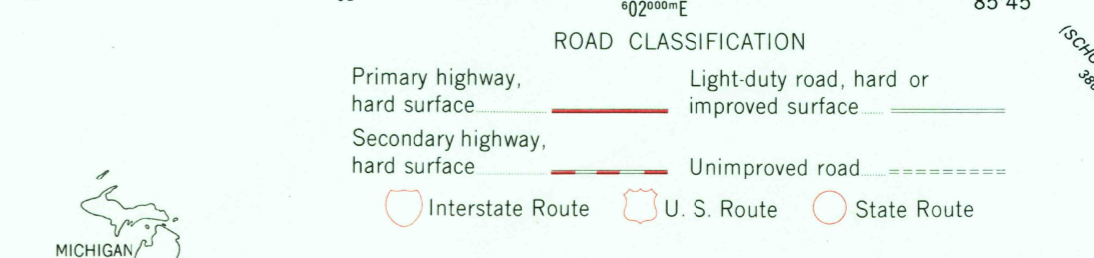 ⁶02⁰⁰⁰ᵐE
85°45'
ROAD CLASSIFICATION
Primary highway,
hard surface
Light-duty road, hard or
improved surface
Secondary highway,
hard surface
Unimproved road
Interstate Route
U. S. Route
State Route
MICHIGAN